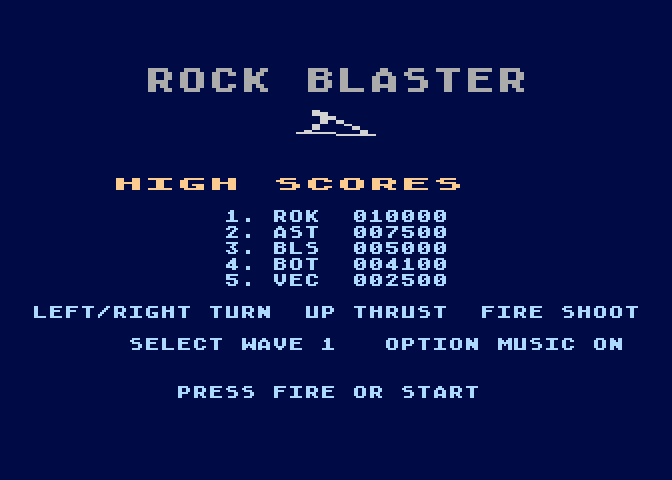 ROCK BLASTER
HIGH SCORES
1. ROK 010000
2. AST 007500
3. BLS 005000
4. BOT 004100
5. VEC 002500
LEFT/RIGHT TURN UP THRUST FIRE SHOOT
SELECT WAVE 1 OPTION MUSIC ON
PRESS FIRE OR START